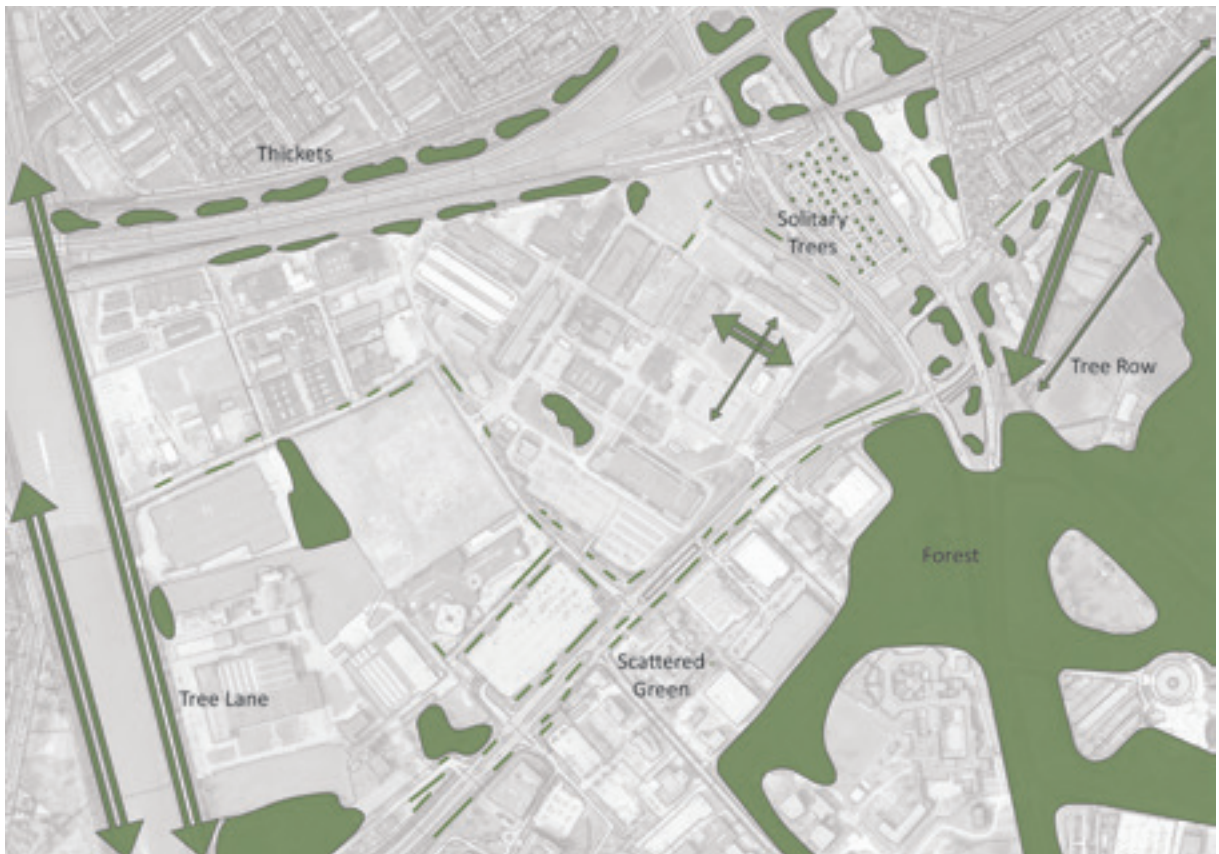 Thickets
Solitary
Trees
Tree Row
Forest
Scattered
Green
Tree Lane